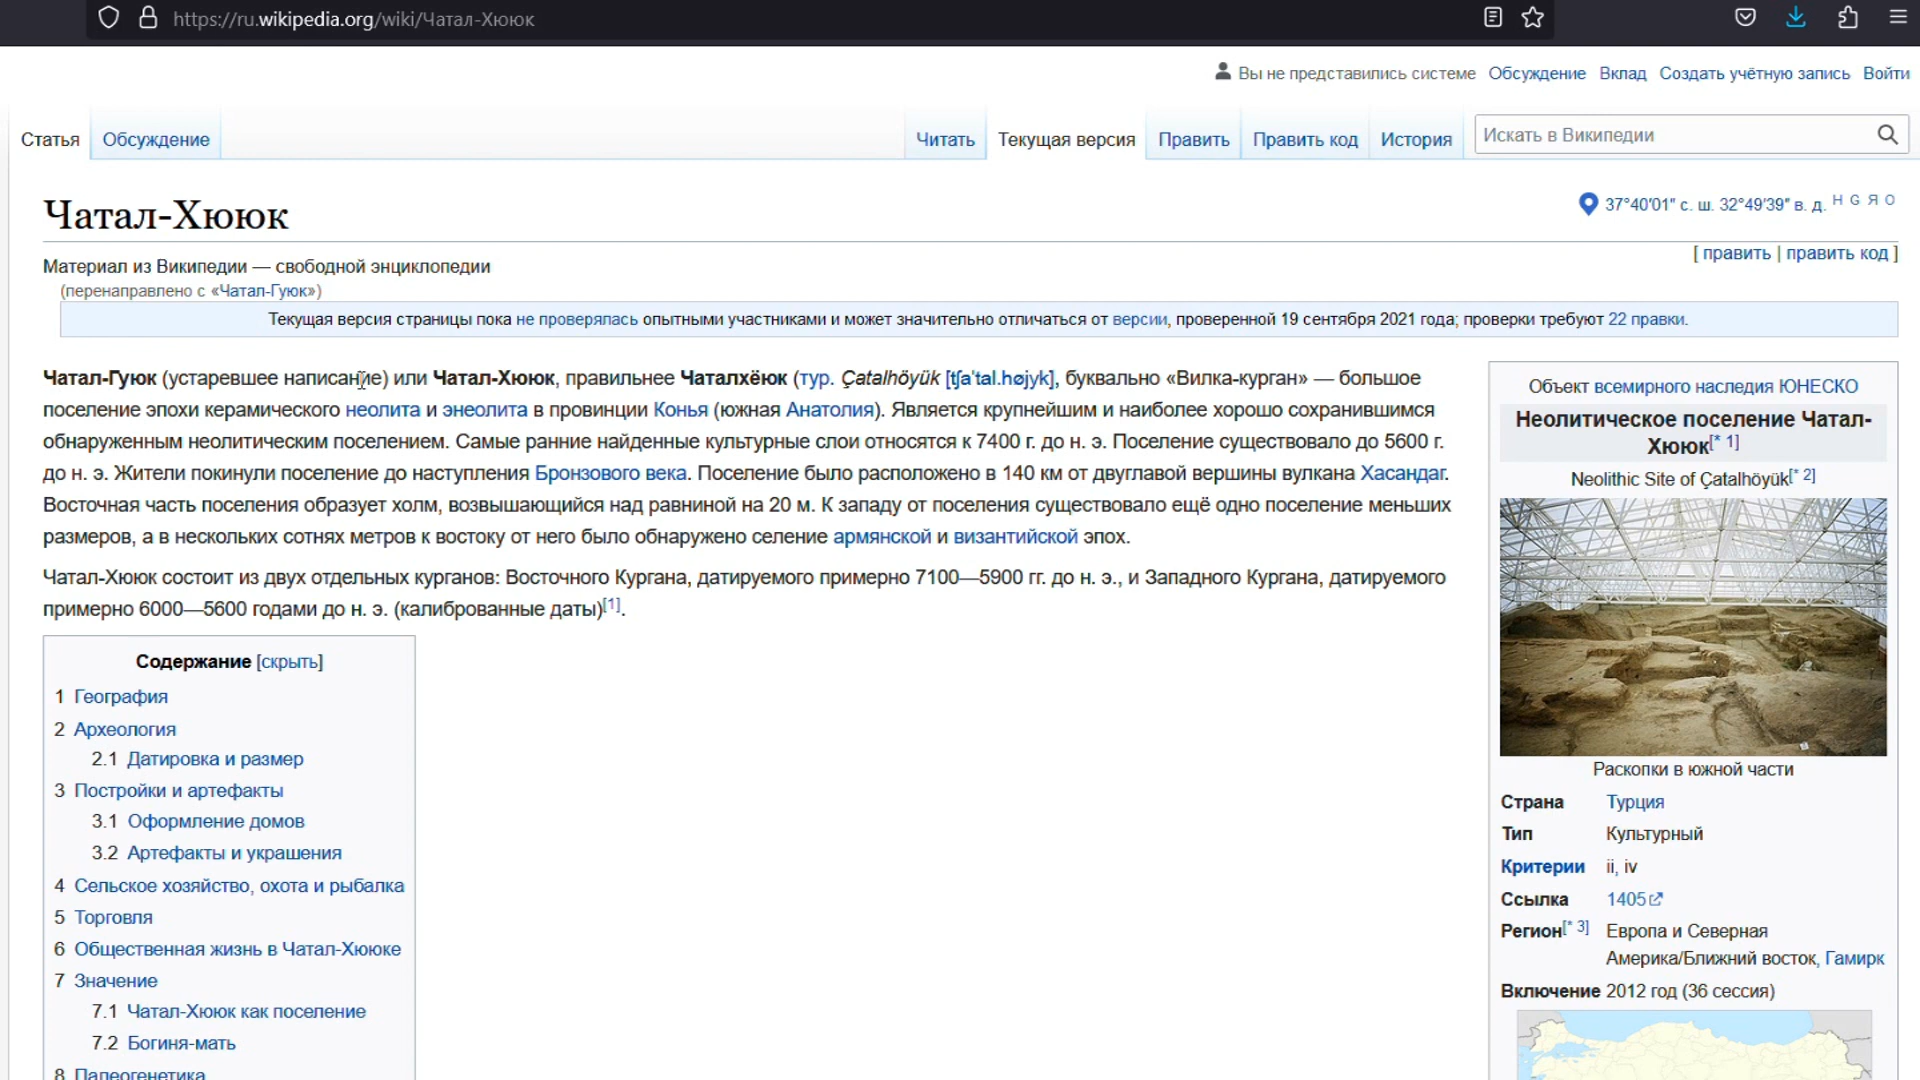 https://ru.wikipedia.org/wiki/Чатал-Хююк
Вы не представились системе Обсуждение Вклад Создать учётную запись Войти
Статья Обсуждение Читать Текущая версия Править Править код История Искать в Википедии
Чатал-Хююк
37°40′01″ с. ш. 32°49′39″ в. д. H G Я O
[ править | править код ]
Материал из Википедии — свободной энциклопедии
(перенаправлено с «Чатал-Гуюк»)
Текущая версия страницы пока не проверялась опытными участниками и может значительно отличаться от версии, проверенной 19 сентября 2021 года; проверки требуют 22 правки.
Чатал-Гуюк (устаревшее написание) или Чатал-Хююк, правильнее Чаталхёюк (тур. Çatalhöyük [tʃaˈtal.højyk], буквально «Вилка-курган» — большое
поселение эпохи керамического неолита и энеолита в провинции Конья (южная Анатолия). Является крупнейшим и наиболее хорошо сохранившимся
обнаруженным неолитическим поселением. Самые ранние найденные культурные слои относятся к 7400 г. до н. э. Поселение существовало до 5600 г.
до н. э. Жители покинули поселение до наступления Бронзового века. Поселение было расположено в 140 км от двуглавой вершины вулкана Хасандаг.
Восточная часть поселения образует холм, возвышающийся над равниной на 20 м. К западу от поселения существовало ещё одно поселение меньших
размеров, а в нескольких сотнях метров к востоку от него было обнаружено селение армянской и византийской эпох.
Чатал-Хююк состоит из двух отдельных курганов: Восточного Кургана, датируемого примерно 7100—5900 гг. до н. э., и Западного Кургана, датируемого
примерно 6000—5600 годами до н. э. (калиброванные даты)[1].
Содержание [скрыть]
1 География
2 Археология
2.1 Датировка и размер
3 Постройки и артефакты
3.1 Оформление домов
3.2 Артефакты и украшения
4 Сельское хозяйство, охота и рыбалка
5 Торговля
6 Общественная жизнь в Чатал-Хююке
7 Значение
7.1 Чатал-Хююк как поселение
7.2 Богиня-мать
8 Палеогенетика
Объект всемирного наследия ЮНЕСКО
Неолитическое поселение Чатал-
Хююк[* 1]
Neolithic Site of Çatalhöyük[* 2]
Раскопки в южной части
Страна Турция
Тип Культурный
Критерии ii, iv
Ссылка 1405
Регион[* 3] Европа и Северная
Америка/Ближний восток, Гамирк
Включение 2012 год (36 сессия)